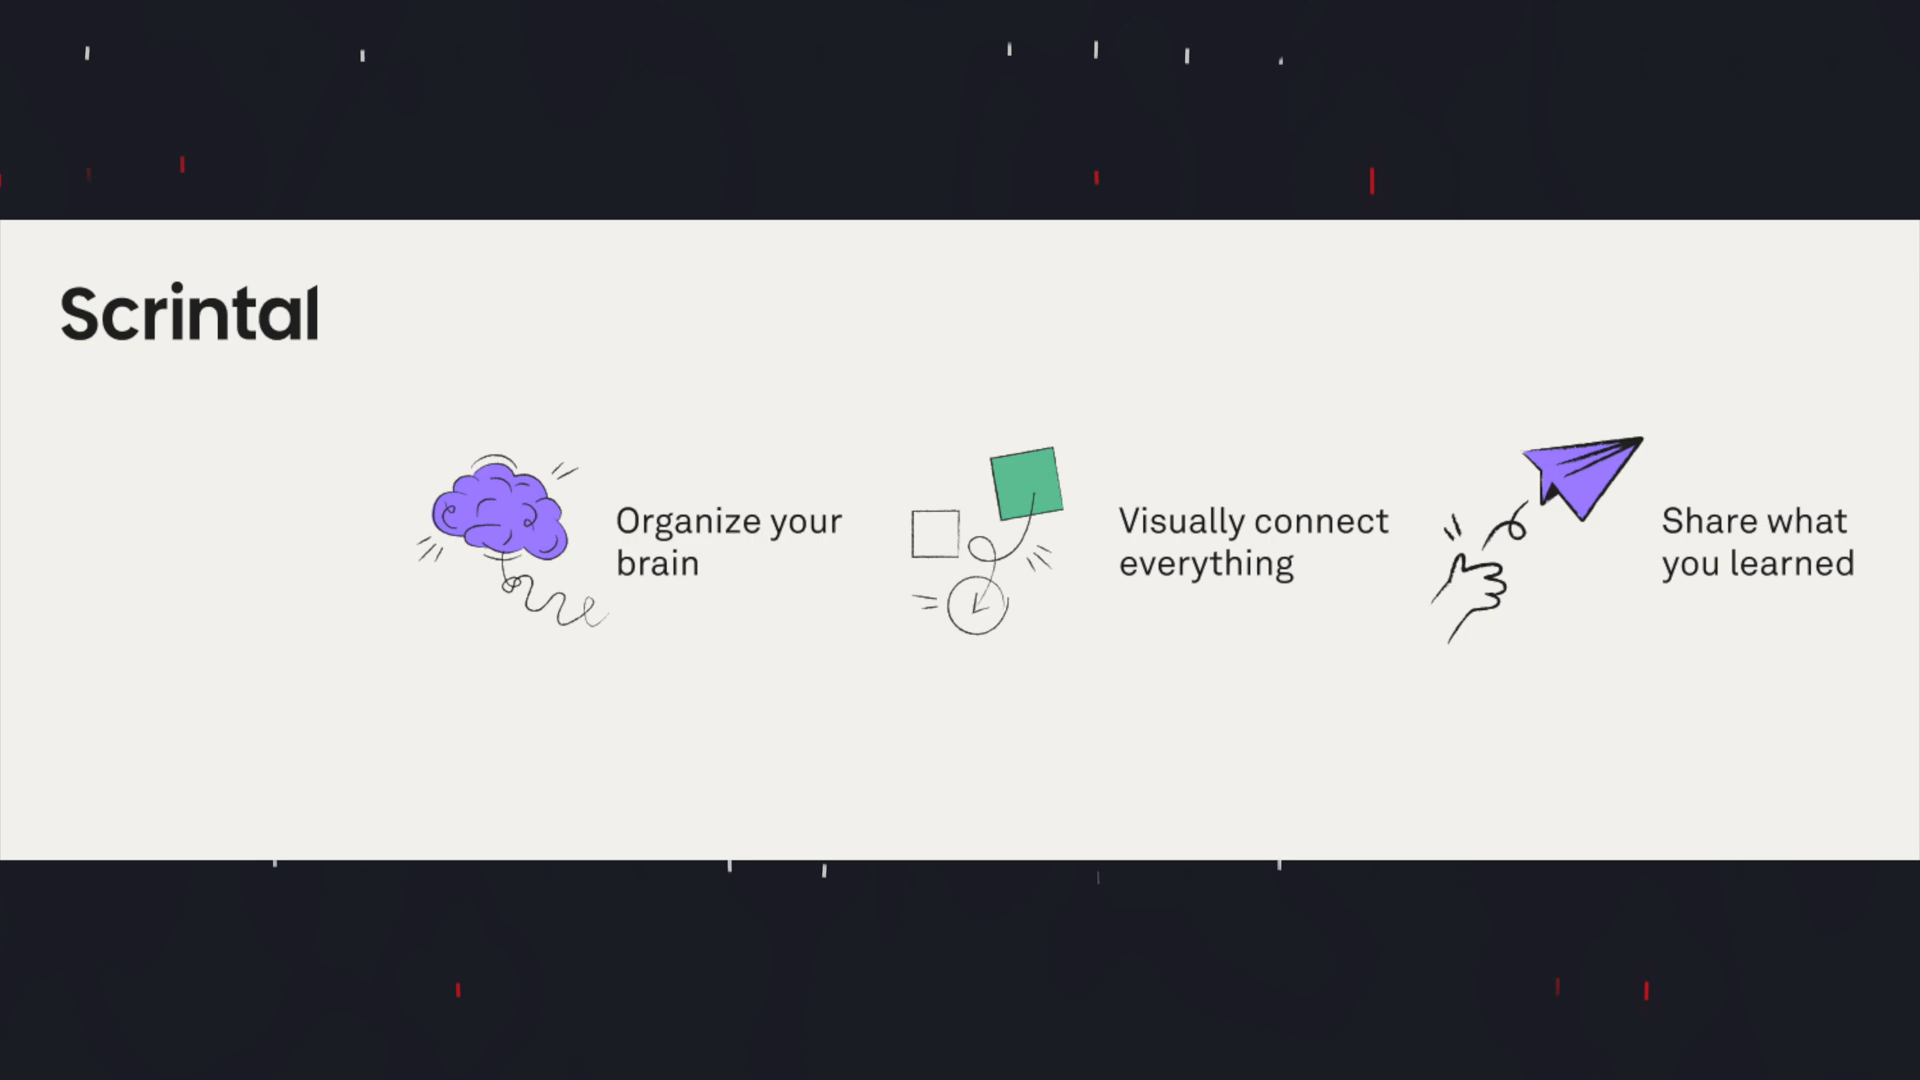 Scrintal
Organize your
brain
Visually connect
everything
Share what
you learned